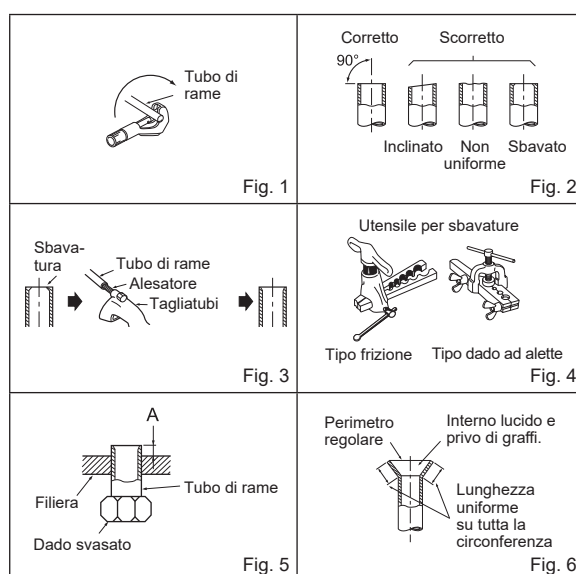 Tubo di
rame
Fig. 1
Corretto
Scorretto
90°
Inclinato
Non
uniforme
Sbavato
Fig. 2
Sbava-
tura
Tubo di rame
Alesatore
Tagliatubi
Fig. 3
Utensile per sbavature
Tipo frizione
Tipo dado ad alette
Fig. 4
A
Filiera
Tubo di rame
Dado svasato
Fig. 5
Perimetro
regolare
Interno lucido e
privo di graffi.
Lunghezza
uniforme
su tutta la
circonferenza
Fig. 6